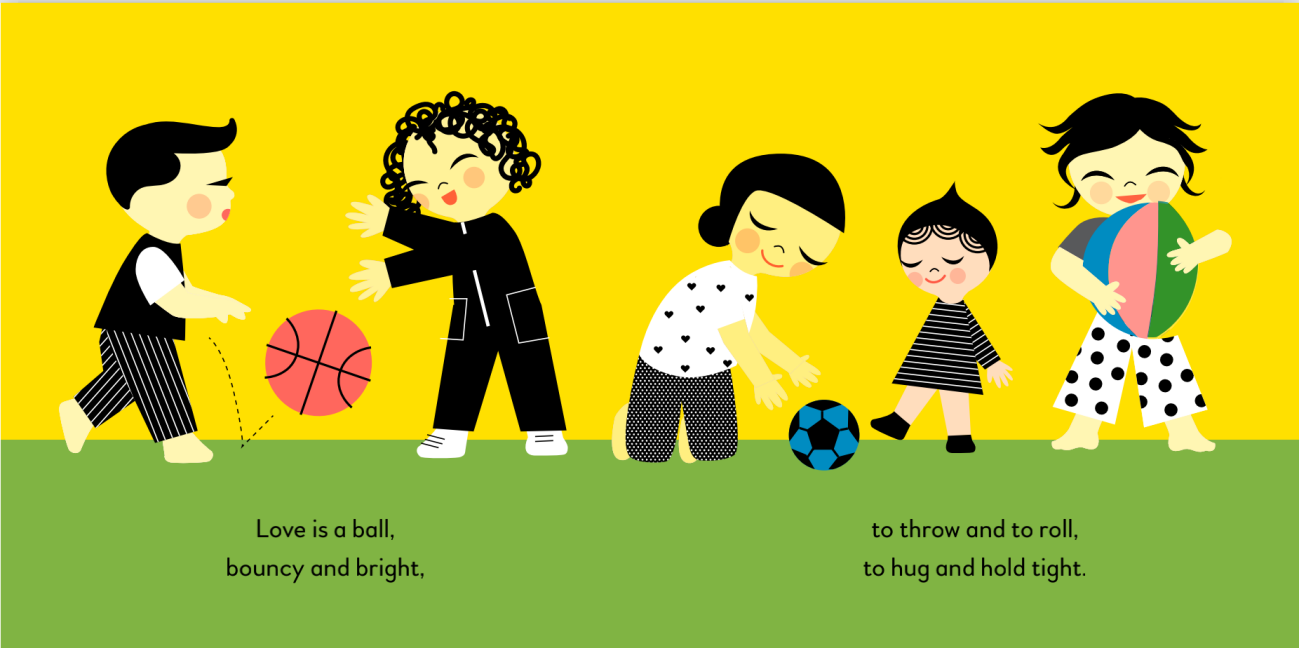 Love is a ball,
bouncy and bright,
to throw and to roll,
to hug and hold tight.